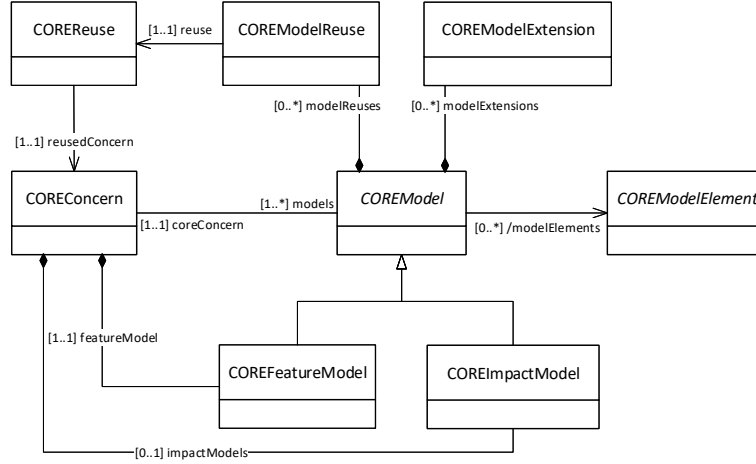 COREReuse
[1..1] reuse
COREModelReuse
COREModelExtension
[0..*] modelReuses
[0..*] modelExtensions
[1..1] reusedConcern
COREConcern
[1..*] models
[1..1] coreConcern
COREModel
[0..*] /modelElements
COREModelElement
[1..1] featureModel
COREFeatureModel
COREImpactModel
[0..1] impactModels